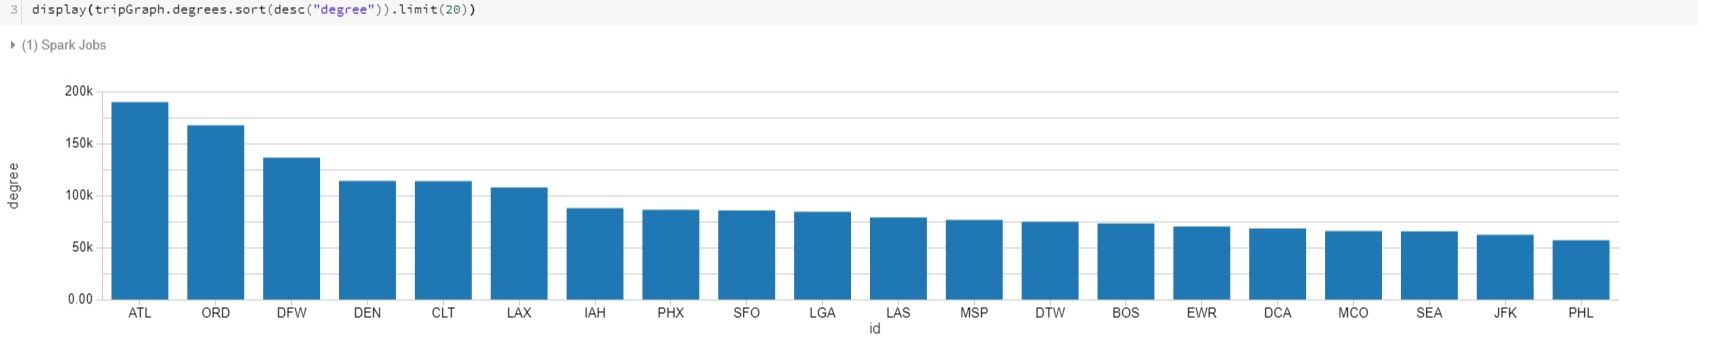 3 display(tripGraph.degrees.sort(desc("degree")).limit(20))
(1) Spark Jobs
200k
150k
100k
50k
0.00
degree
ATL ORD DFW DEN CLT LAX IAH PHX SFO LGA LAS MSP DTW BOS EWR DCA MCO SEA JFK PHL
id